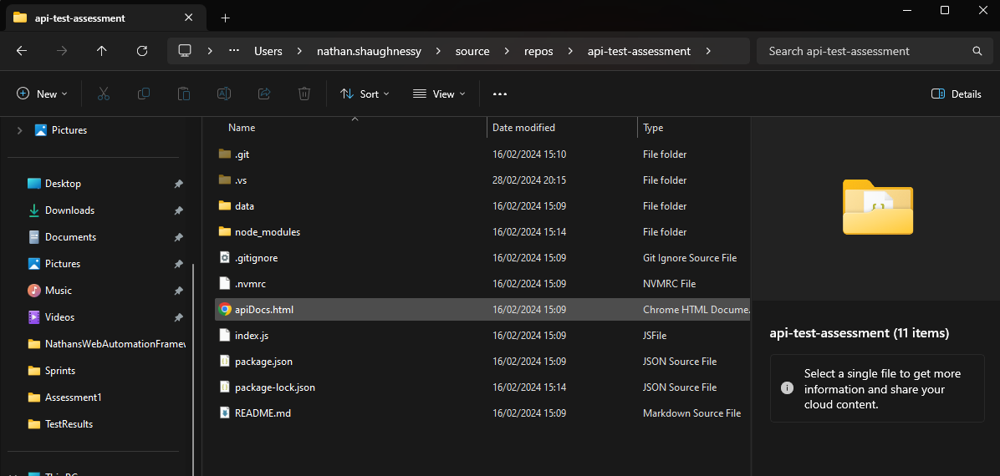 api-test-assessment
Users nathan.shaughnessy source repos api-test-assessment
Search api-test-assessment
New Sort View Details
Pictures
Desktop
Downloads
Documents
Pictures
Music
Videos
NathansWebAutomationFramew
Sprints
Assessment1
TestResults
This PC
Name Date modified Type
.git 16/02/2024 15:10 File folder
.vs 28/02/2024 20:15 File folder
data 16/02/2024 15:09 File folder
node_modules 16/02/2024 15:14 File folder
.gitignore 16/02/2024 15:09 Git Ignore Source File
.nvmrc 16/02/2024 15:09 NVMRC File
apiDocs.html 16/02/2024 15:09 Chrome HTML Docume...
index.js 16/02/2024 15:09 JSFile
package.json 16/02/2024 15:09 JSON Source File
package-lock.json 16/02/2024 15:14 JSON Source File
README.md 16/02/2024 15:09 Markdown Source File
api-test-assessment (11 items)
Select a single file to get more
information and share your
cloud content.